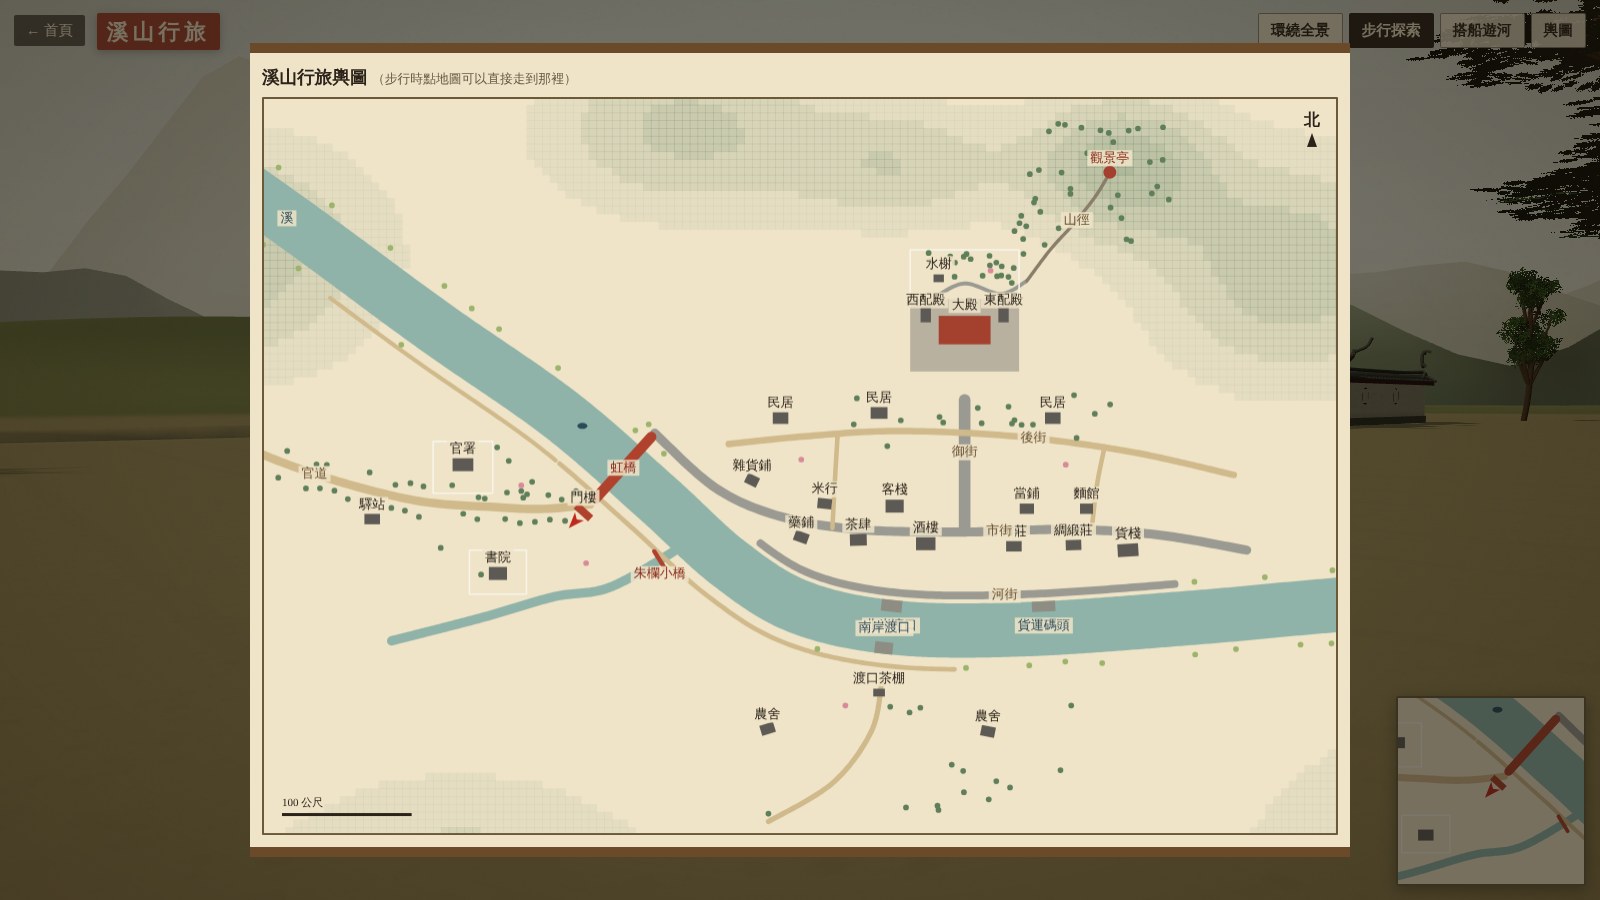 ← 首頁
溪山行旅
環繞全景
步行探索
搭船遊河
輿圖
溪山行旅輿圖 （步行時點地圖可以直接走到那裡）
北
觀景亭
溪
山徑
水榭
西配殿
大殿
東配殿
民居
民居
民居
後街
官署
御街
虹橋
雜貨鋪
官道
米行
客棧
當鋪
麵館
門樓
驛站
藥鋪
茶肆
酒樓
市街
莊
綢緞莊
貨棧
書院
朱欄小橋
河街
南岸渡口
貨運碼頭
渡口茶棚
農舍
農舍
100 公尺